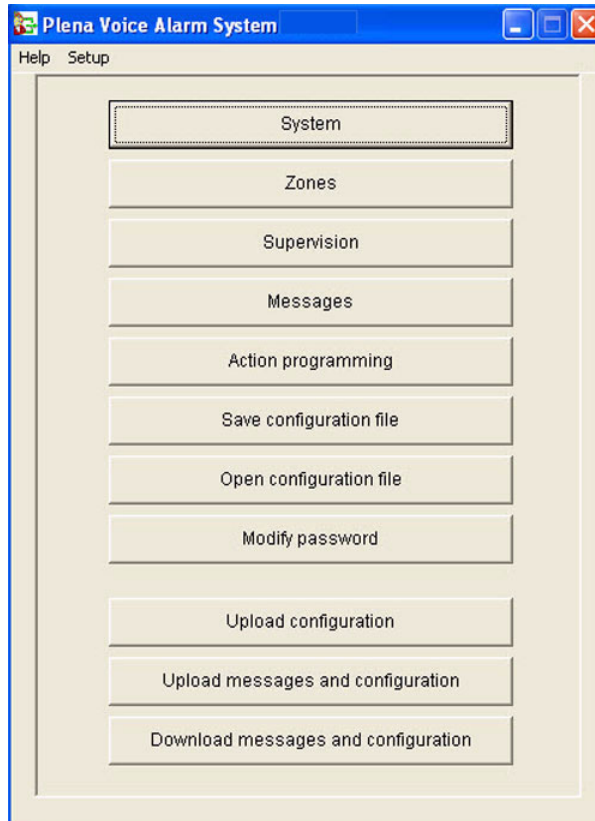 Plena Voice Alarm System
Help Setup
System
Zones
Supervision
Messages
Action programming
Save configuration file
Open configuration file
Modify password
Upload configuration
Upload messages and configuration
Download messages and configuration